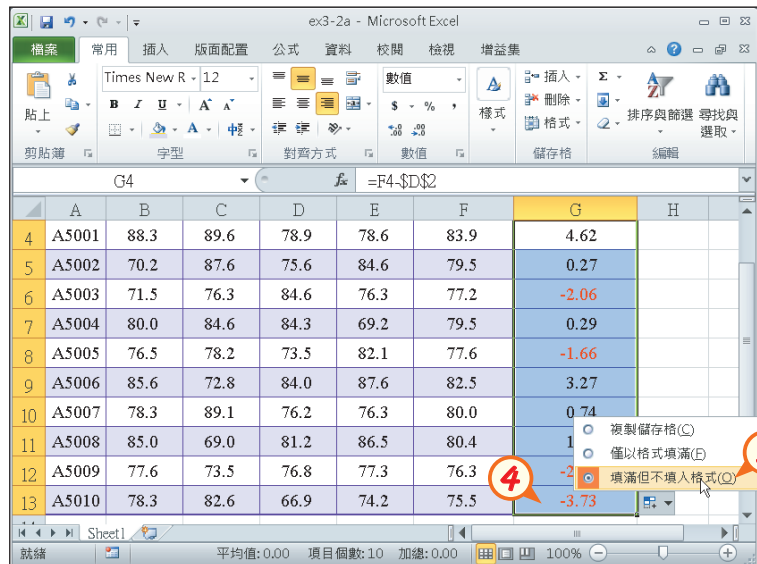 ex3-2a - Microsoft Excel
檔案 常用 插入 版面配置 公式 資料 校閱 檢視 增益集
貼上 Times New R 12 B I U A A A 中 數值 $ % , .00 .00 樣式 插入 刪除 格式 Σ 排序與篩選 尋找與選取
剪貼簿 字型 對齊方式 數值 儲存格 編輯
G4 fx =F4-$D$2
A B C D E F G H
4 A5001 88.3 89.6 78.9 78.6 83.9 4.62
5 A5002 70.2 87.6 75.6 84.6 79.5 0.27
6 A5003 71.5 76.3 84.6 76.3 77.2 -2.06
7 A5004 80.0 84.6 84.3 69.2 79.5 0.29
8 A5005 76.5 78.2 73.5 82.1 77.6 -1.66
9 A5006 85.6 72.8 84.0 87.6 82.5 3.27
10 A5007 78.3 89.1 76.2 76.3 80.0 0.74
11 A5008 85.0 69.0 81.2 86.5 80.4
12 A5009 77.6 73.5 76.8 77.3 76.3
13 A5010 78.3 82.6 66.9 74.2 75.5 -3.73
複製儲存格(C)
僅以格式填滿(F)
填滿但不填入格式(O)
4
Sheet1
就緒 平均值: 0.00 項目個數: 10 加總: 0.00 100%